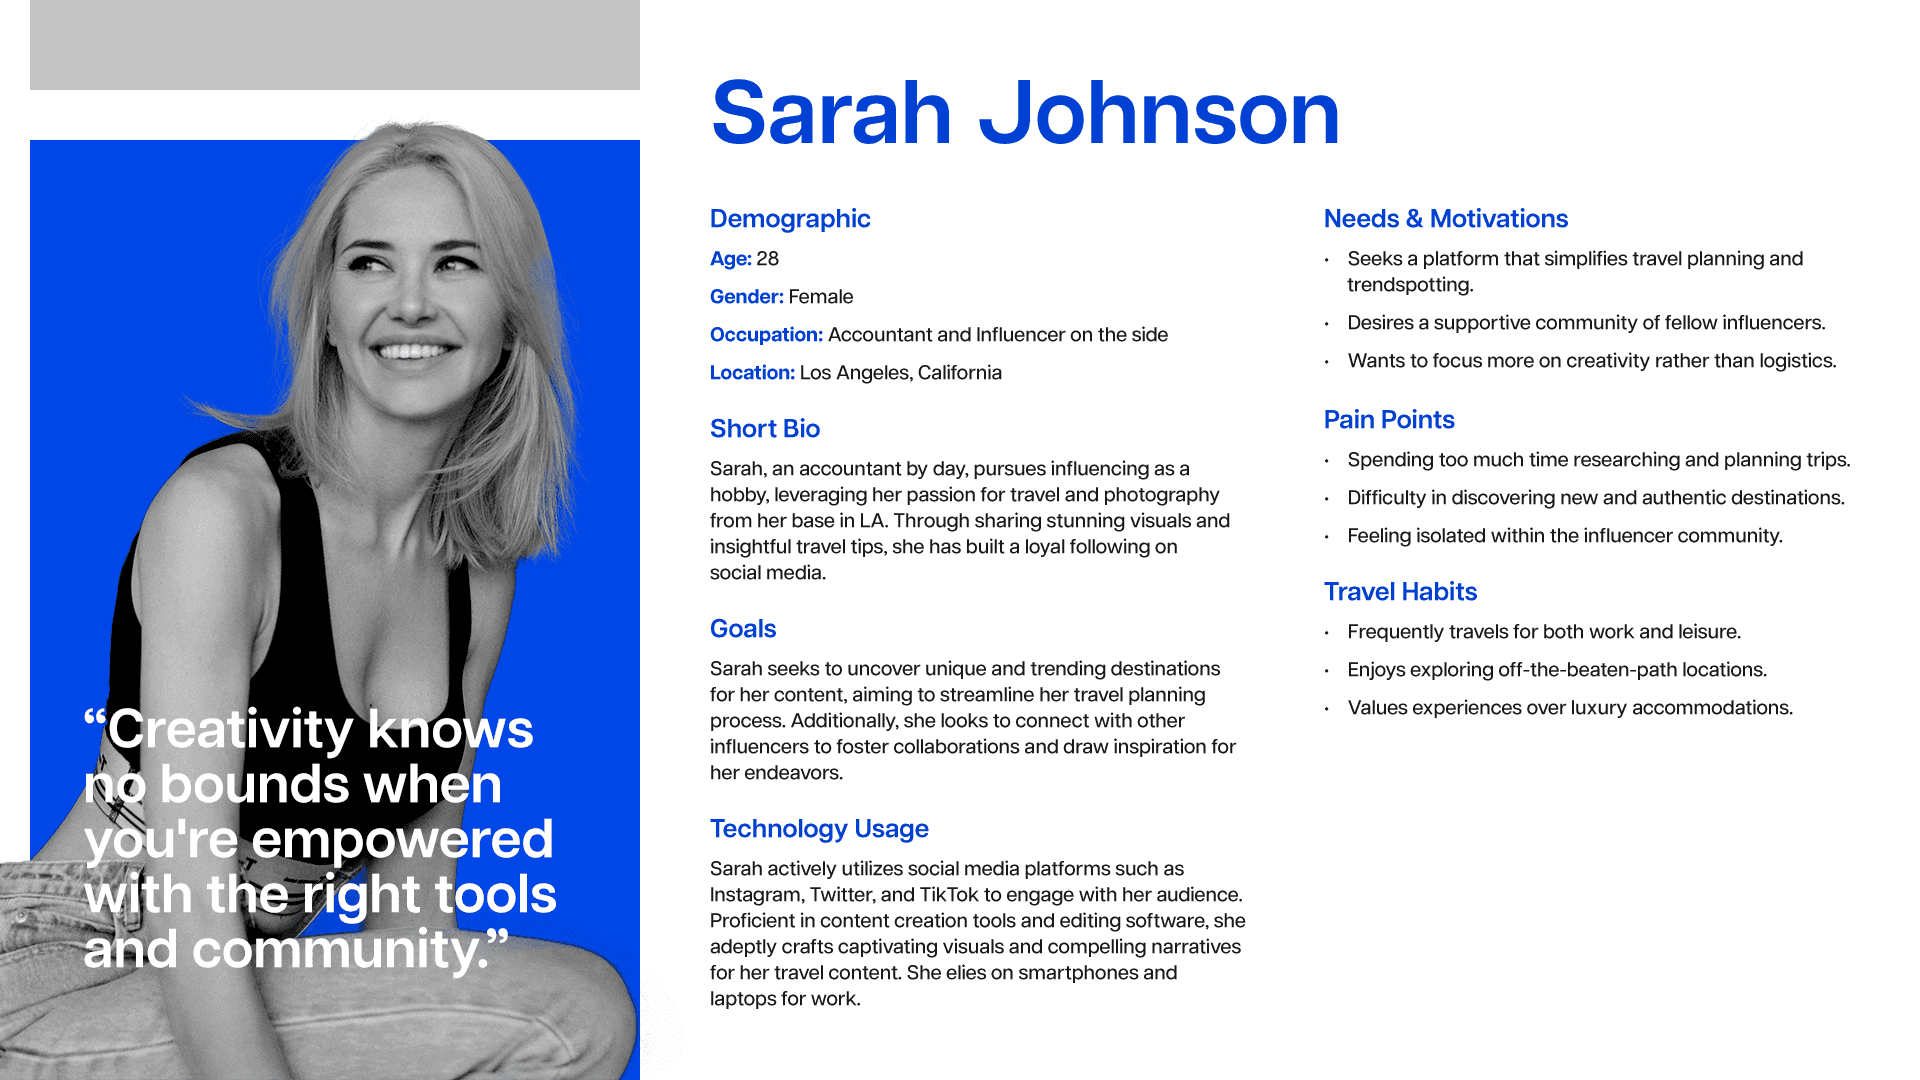 Sarah Johnson
Demographic
Age: 28
Gender: Female
Occupation: Accountant and Influencer on the side
Location: Los Angeles, California
Short Bio
Sarah, an accountant by day, pursues influencing as a
hobby, leveraging her passion for travel and photography
from her base in LA. Through sharing stunning visuals and
insightful travel tips, she has built a loyal following on
social media.
Goals
Sarah seeks to uncover unique and trending destinations
for her content, aiming to streamline her travel planning
process. Additionally, she looks to connect with other
influencers to foster collaborations and draw inspiration for
her endeavors.
Technology Usage
Sarah actively utilizes social media platforms such as
Instagram, Twitter, and TikTok to engage with her audience.
Proficient in content creation tools and editing software, she
adeptly crafts captivating visuals and compelling narratives
for her travel content. She elies on smartphones and
laptops for work.
Needs & Motivations
• Seeks a platform that simplifies travel planning and
trendspotting.
• Desires a supportive community of fellow influencers.
• Wants to focus more on creativity rather than logistics.
Pain Points
• Spending too much time researching and planning trips.
• Difficulty in discovering new and authentic destinations.
• Feeling isolated within the influencer community.
Travel Habits
• Frequently travels for both work and leisure.
• Enjoys exploring off-the-beaten-path locations.
• Values experiences over luxury accommodations.
“Creativity knows
no bounds when
you're empowered
with the right tools
and community.”